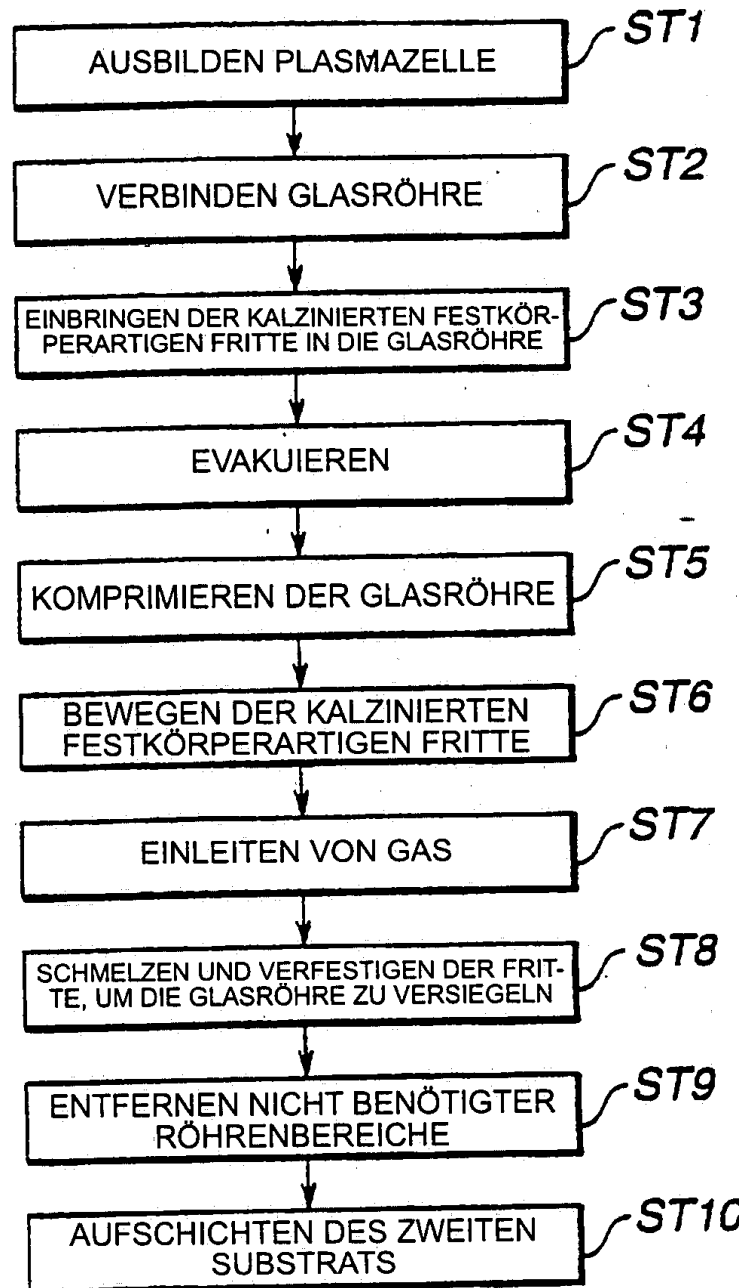 ST1
AUSBILDEN PLASMAZELLE
ST2
VERBINDEN GLASRÖHRE
ST3
EINBRINGEN DER KALZINIERTEN FESTKÖR-
PERARTIGEN FRITTE IN DIE GLASRÖHRE
ST4
EVAKUIEREN
ST5
KOMPRIMIEREN DER GLASRÖHRE
ST6
BEWEGEN DER KALZINIERTEN
FESTKÖRPERARTIGEN FRITTE
ST7
EINLEITEN VON GAS
ST8
SCHMELZEN UND VERFESTIGEN DER FRIT-
TE, UM DIE GLASRÖHRE ZU VERSIEGELN
ST9
ENTFERNEN NICHT BENÖTIGTER
RÖHRENBEREICHE
ST10
AUFSCHICHTEN DES ZWEITEN
SUBSTRATS